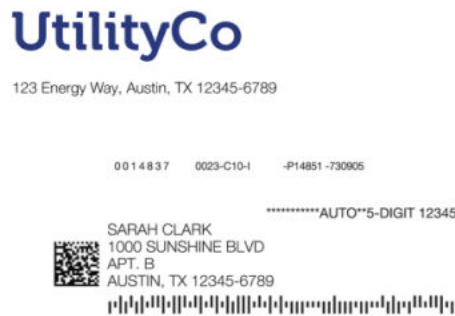 UtilityCo
123 Energy Way, Austin, TX 12345-6789
0014837 0023-C10-I -P14851 -730905
***********AUTO**5-DIGIT 12345
SARAH CLARK
1000 SUNSHINE BLVD
APT. B
AUSTIN, TX 12345-6789